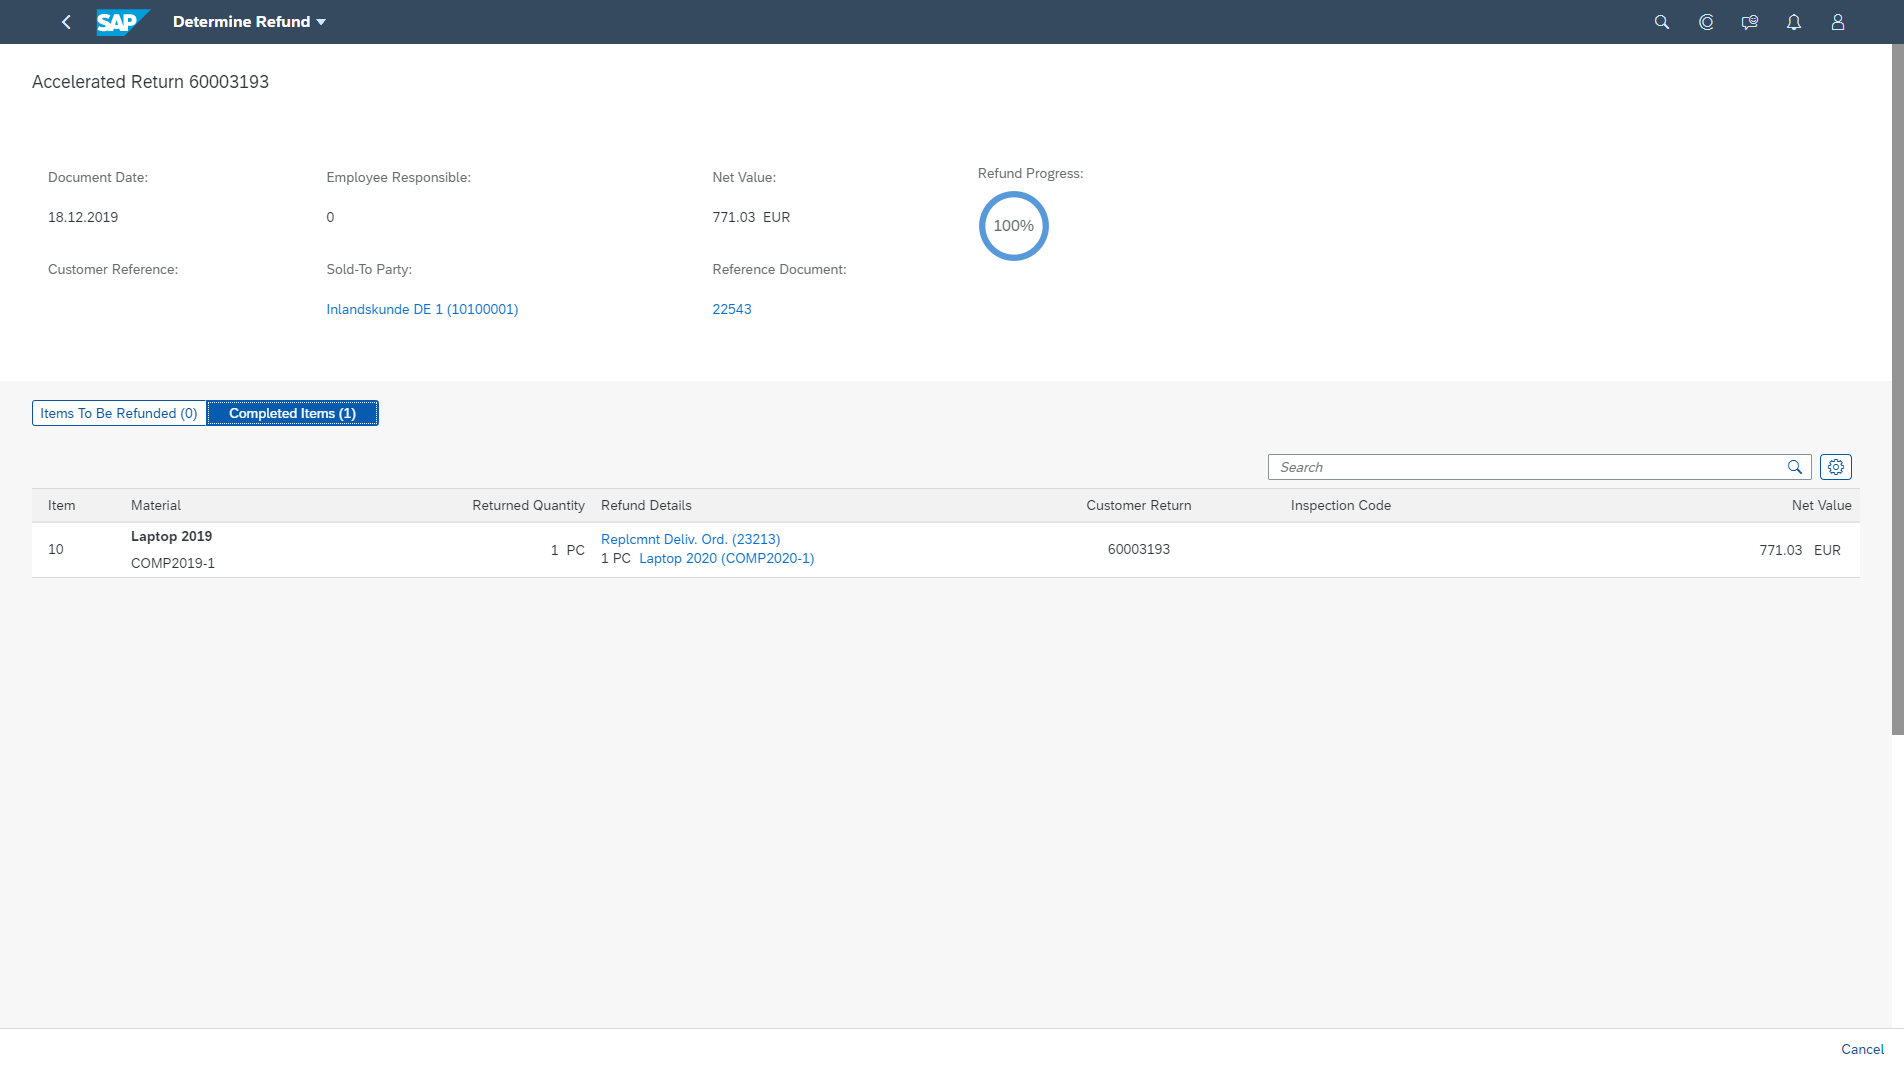 SAP Determine Refund
Accelerated Return 60003193
Document Date:
18.12.2019
Customer Reference:
Employee Responsible:
0
Sold-To Party:
Inlandskunde DE 1 (10100001)
Net Value:
771.03 EUR
Reference Document:
22543
Refund Progress:
100%
Items To Be Refunded (0) Completed Items (1)
Search
Item Material Returned Quantity Refund Details Customer Return Inspection Code Net Value
10 Laptop 2019 1 PC Replcmnt Deliv. Ord. (23213) 60003193 771.03 EUR
COMP2019-1 1 PC Laptop 2020 (COMP2020-1)
Cancel